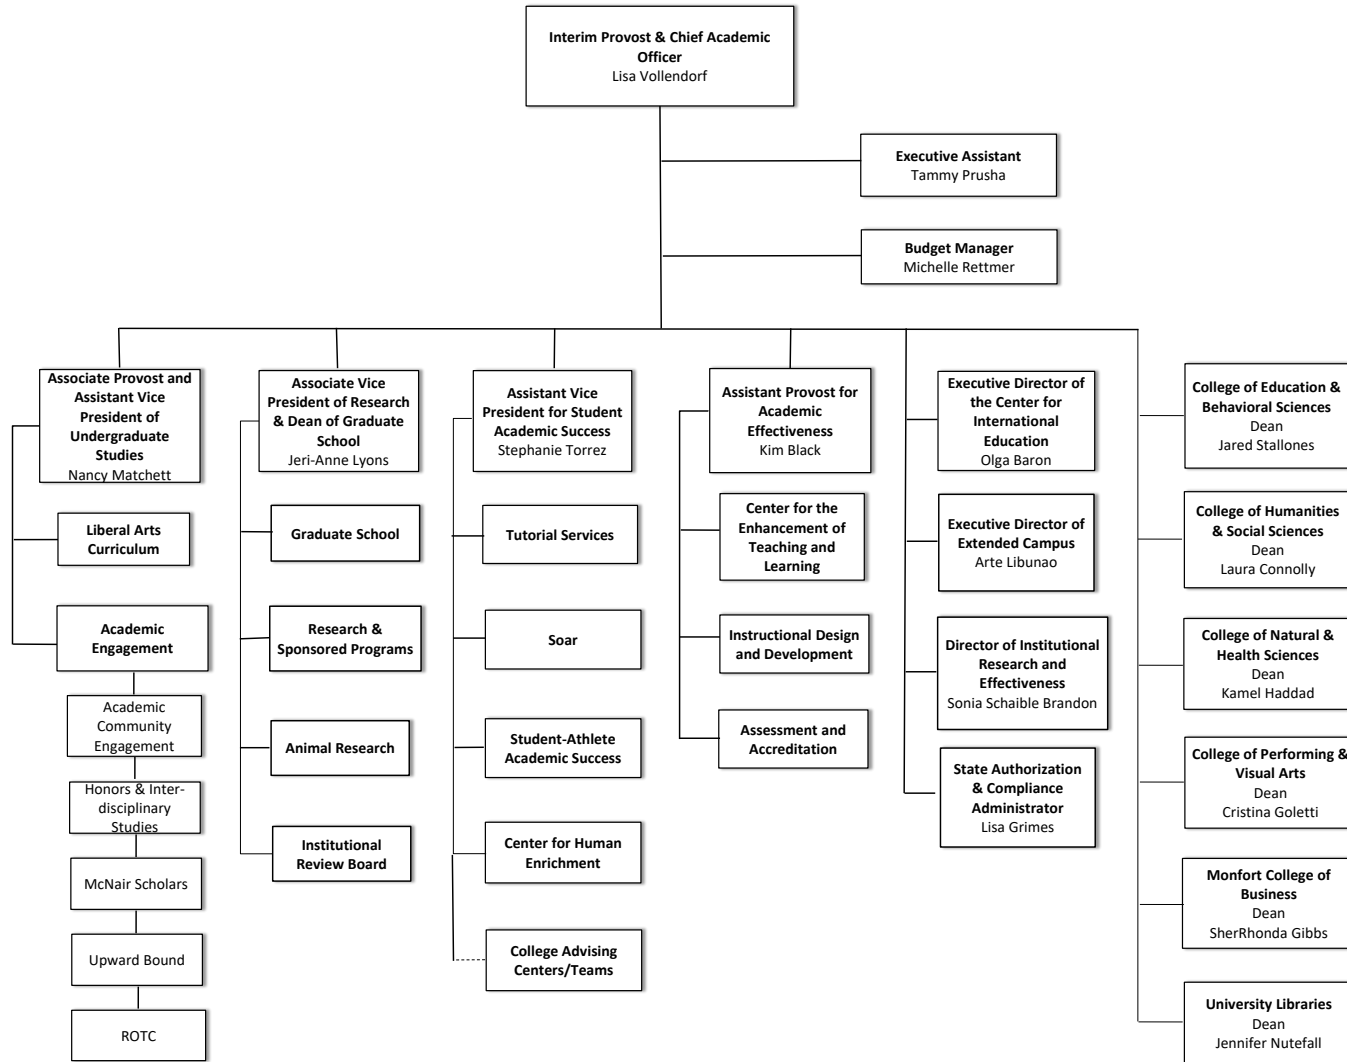 Interim Provost & Chief Academic
Officer
Lisa Vollendorf
Executive Assistant
Tammy Prusha
Budget Manager
Michelle Rettmer
Associate Provost and
Assistant Vice
President of
Undergraduate
Studies
Nancy Matchett
Liberal Arts
Curriculum
Academic
Engagement
Academic
Community
Engagement
Honors & Inter-
disciplinary
Studies
McNair Scholars
Upward Bound
ROTC
Associate Vice
President of Research
& Dean of Graduate
School
Jeri-Anne Lyons
Graduate School
Research &
Sponsored Programs
Animal Research
Institutional
Review Board
Assistant Vice
President for Student
Academic Success
Stephanie Torrez
Tutorial Services
Soar
Student-Athlete
Academic Success
Center for Human
Enrichment
College Advising
Centers/Teams
Assistant Provost for
Academic
Effectiveness
Kim Black
Center for the
Enhancement of
Teaching and
Learning
Instructional Design
and Development
Assessment and
Accreditation
Executive Director of
the Center for
International
Education
Olga Baron
Executive Director of
Extended Campus
Arte Libunao
Director of Institutional
Research and
Effectiveness
Sonia Schaible Brandon
State Authorization
& Compliance
Administrator
Lisa Grimes
College of Education &
Behavioral Sciences
Dean
Jared Stallones
College of Humanities
& Social Sciences
Dean
Laura Connolly
College of Natural &
Health Sciences
Dean
Kamel Haddad
College of Performing &
Visual Arts
Dean
Cristina Goletti
Monfort College of
Business
Dean
SherRhonda Gibbs
University Libraries
Dean
Jennifer Nutefall